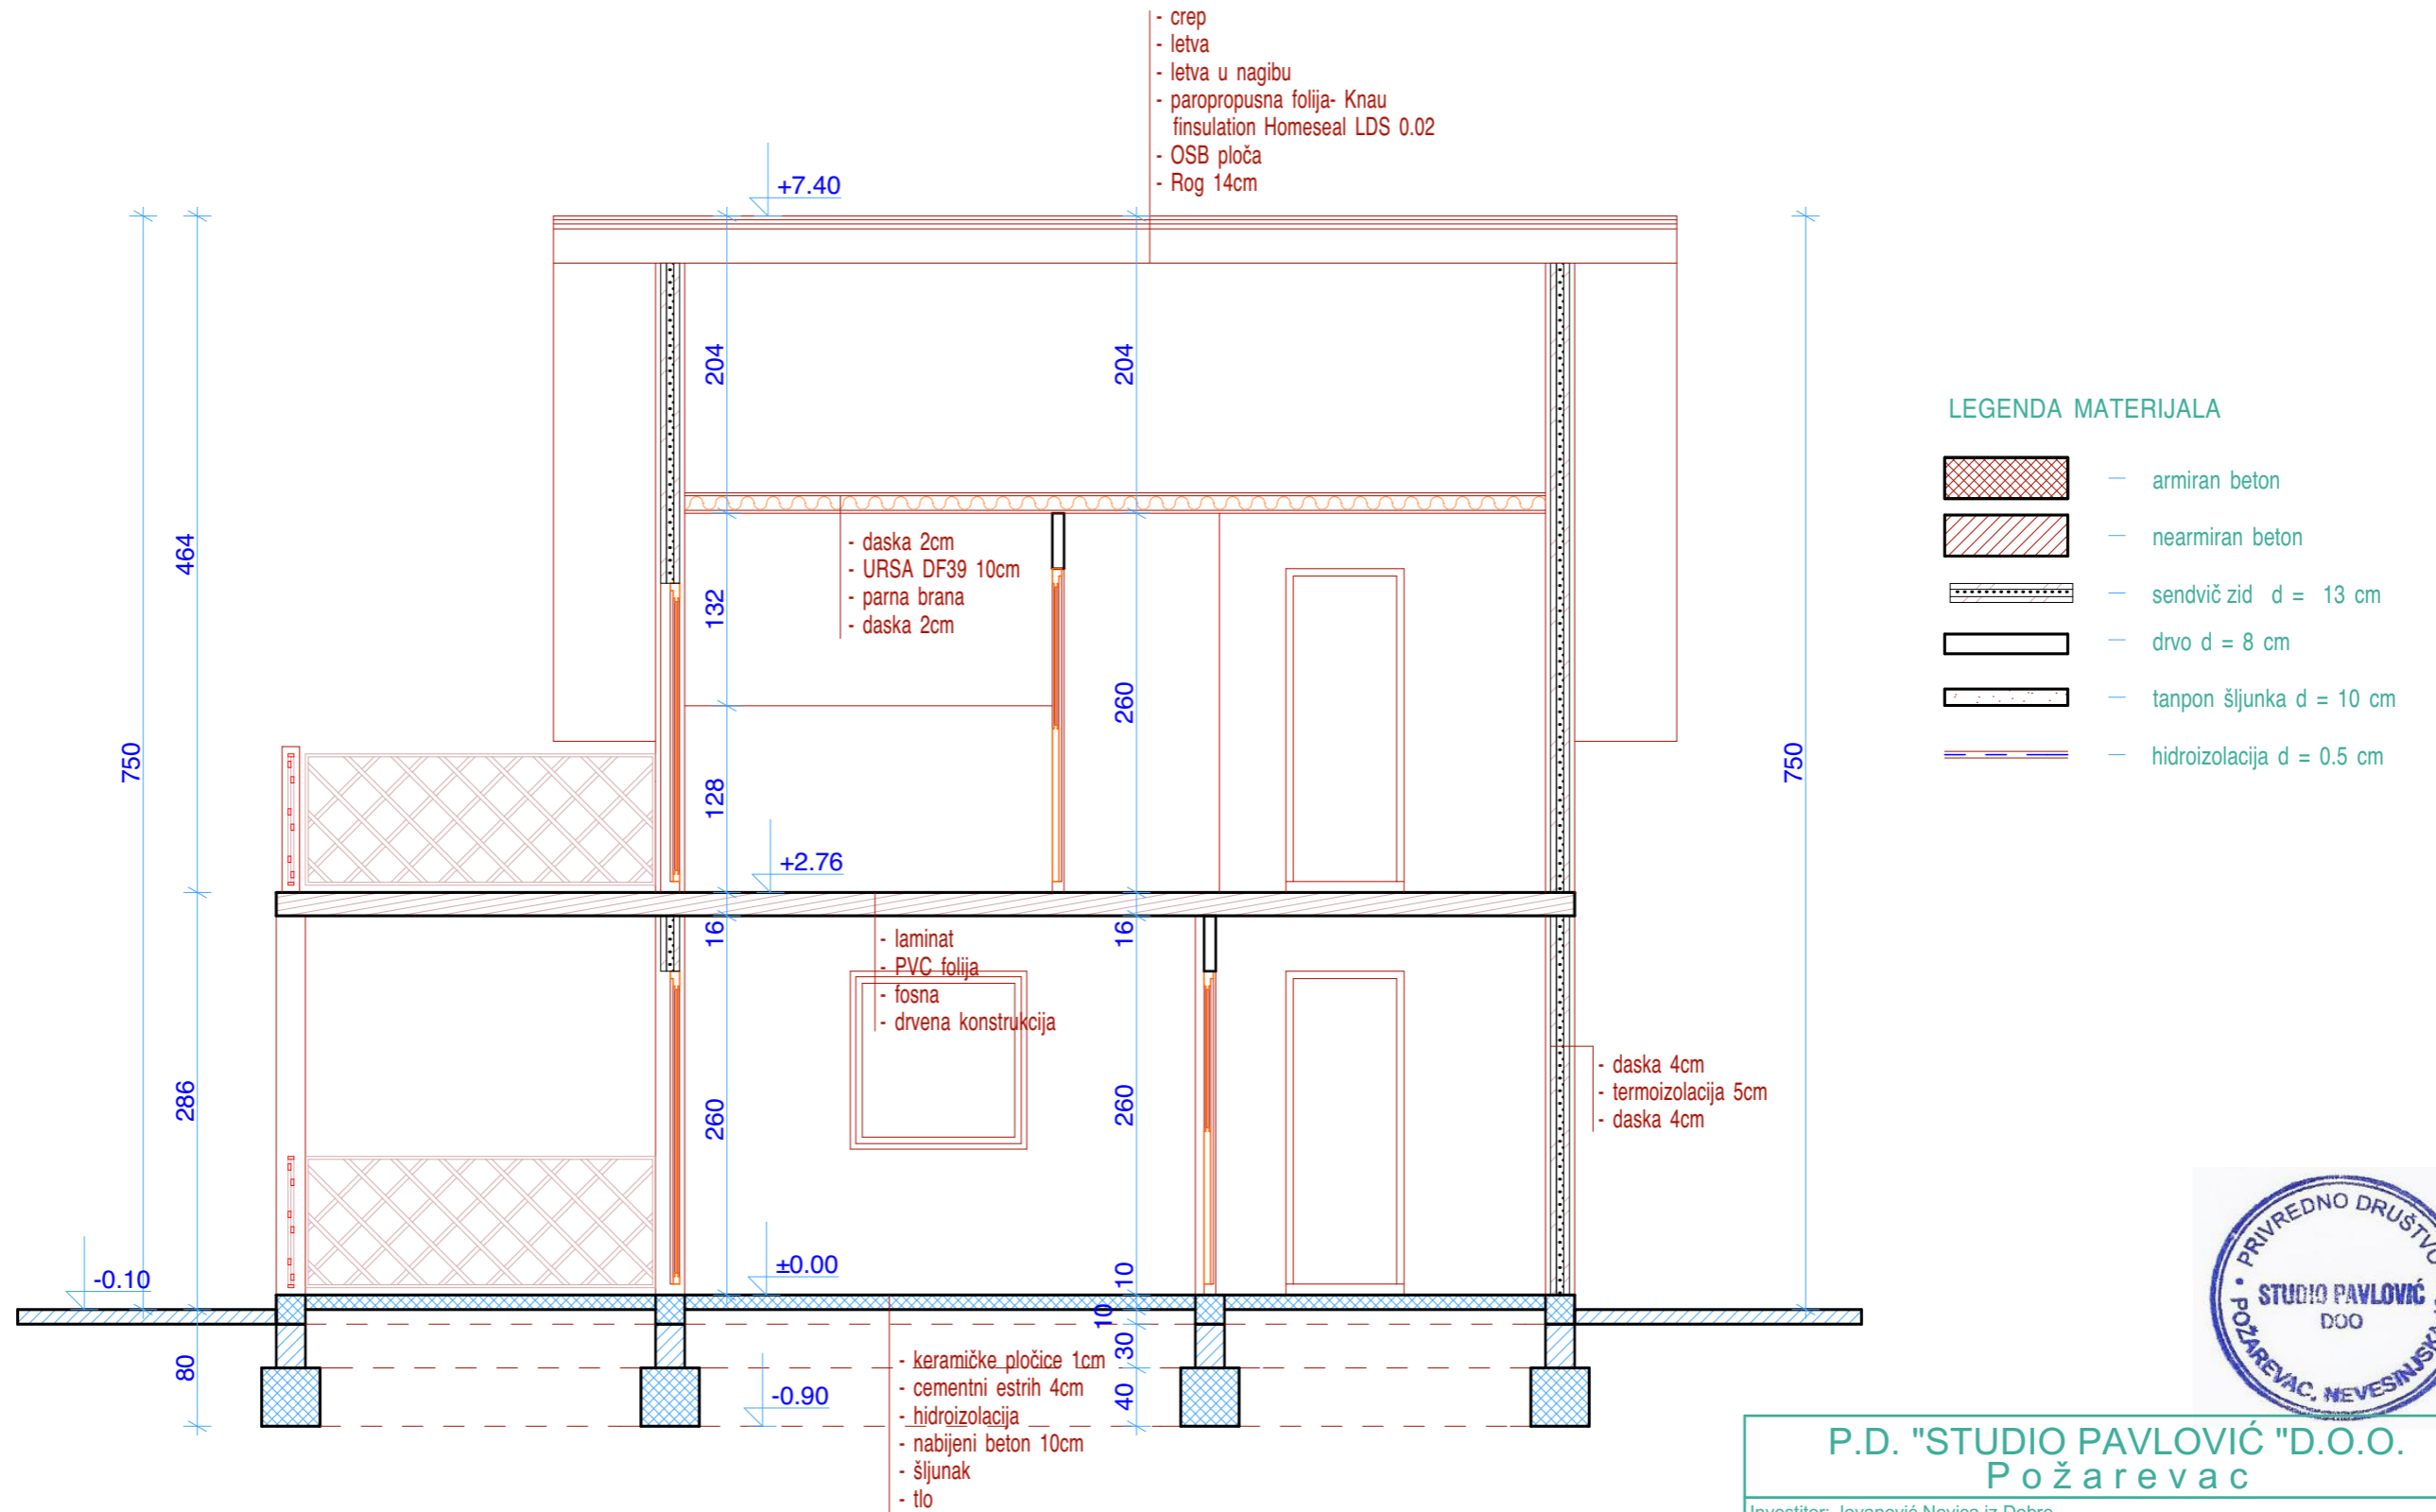 - crep
- letva
- letva u nagibu
- paropropusna folija- Knau
finsulation Homeseal LDS 0.02
- OSB ploča
- Rog 14cm
+7.40
204
204
464
132
260
750
128
750
+2.76
- daska 2cm
- URSA DF39 10cm
- parna brana
- daska 2cm
LEGENDA MATERIJALA
— armiran beton
— nearmiran beton
— sendvič zid d = 13 cm
— drvo d = 8 cm
— tanpon šljunka d = 10 cm
— hidroizolacija d = 0.5 cm
16
16
- laminat
- PVC folija
- fosna
- drvena konstrukcija
286
260
260
- daska 4cm
- termoizolacija 5cm
- daska 4cm
-0.10
±0.00
10
10
30
40
80
-0.90
- keramičke pločice 1cm
- cementni estrih 4cm
- hidroizolacija
- nabijeni beton 10cm
- šljunak
- tlo
PRIVREDNO DRUŠTVO
STUDIO PAVLOVIĆ
DOO
POŽAREVAC, NEVESINJSKA
P.D. "STUDIO PAVLOVIĆ "D.O.O.
Požarevac